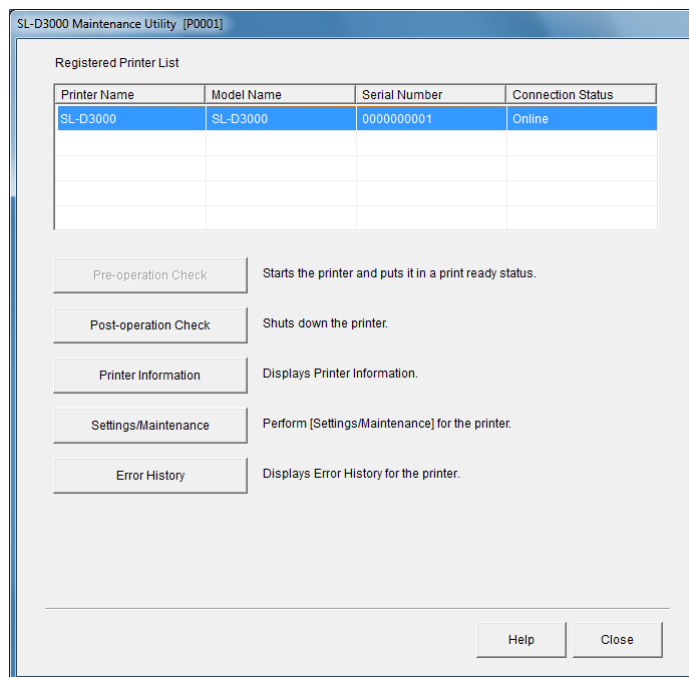 SL-D3000 Maintenance Utility [P0001]
Registered Printer List
Printer Name Model Name Serial Number Connection Status
SL-D3000 SL-D3000 0000000001 Online
Pre-operation Check Starts the printer and puts it in a print ready status.
Post-operation Check Shuts down the printer.
Printer Information Displays Printer Information.
Settings/Maintenance Perform [Settings/Maintenance] for the printer.
Error History Displays Error History for the printer.
Help Close